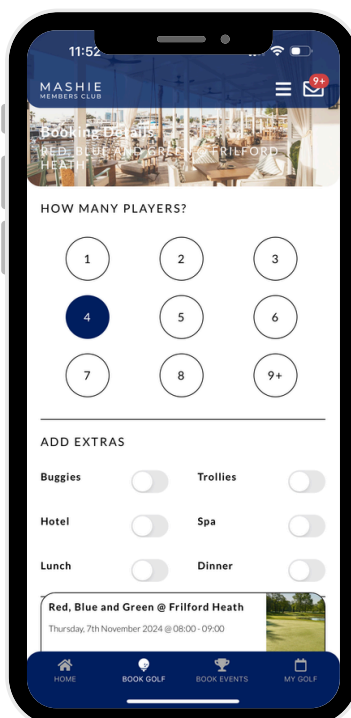 11:52
9+
MASHIE
MEMBERS CLUB
Booking Details
RED, BLUE AND GREEN @ FRILFORD
HEATH
HOW MANY PLAYERS?
1 2 3
4 5 6
7 8 9+
ADD EXTRAS
Buggies Trollies
Hotel Spa
Lunch Dinner
Red, Blue and Green @ Frilford Heath
Thursday, 7th November 2024 @ 08:00 - 09:00
HOME BOOK GOLF BOOK EVENTS MY GOLF